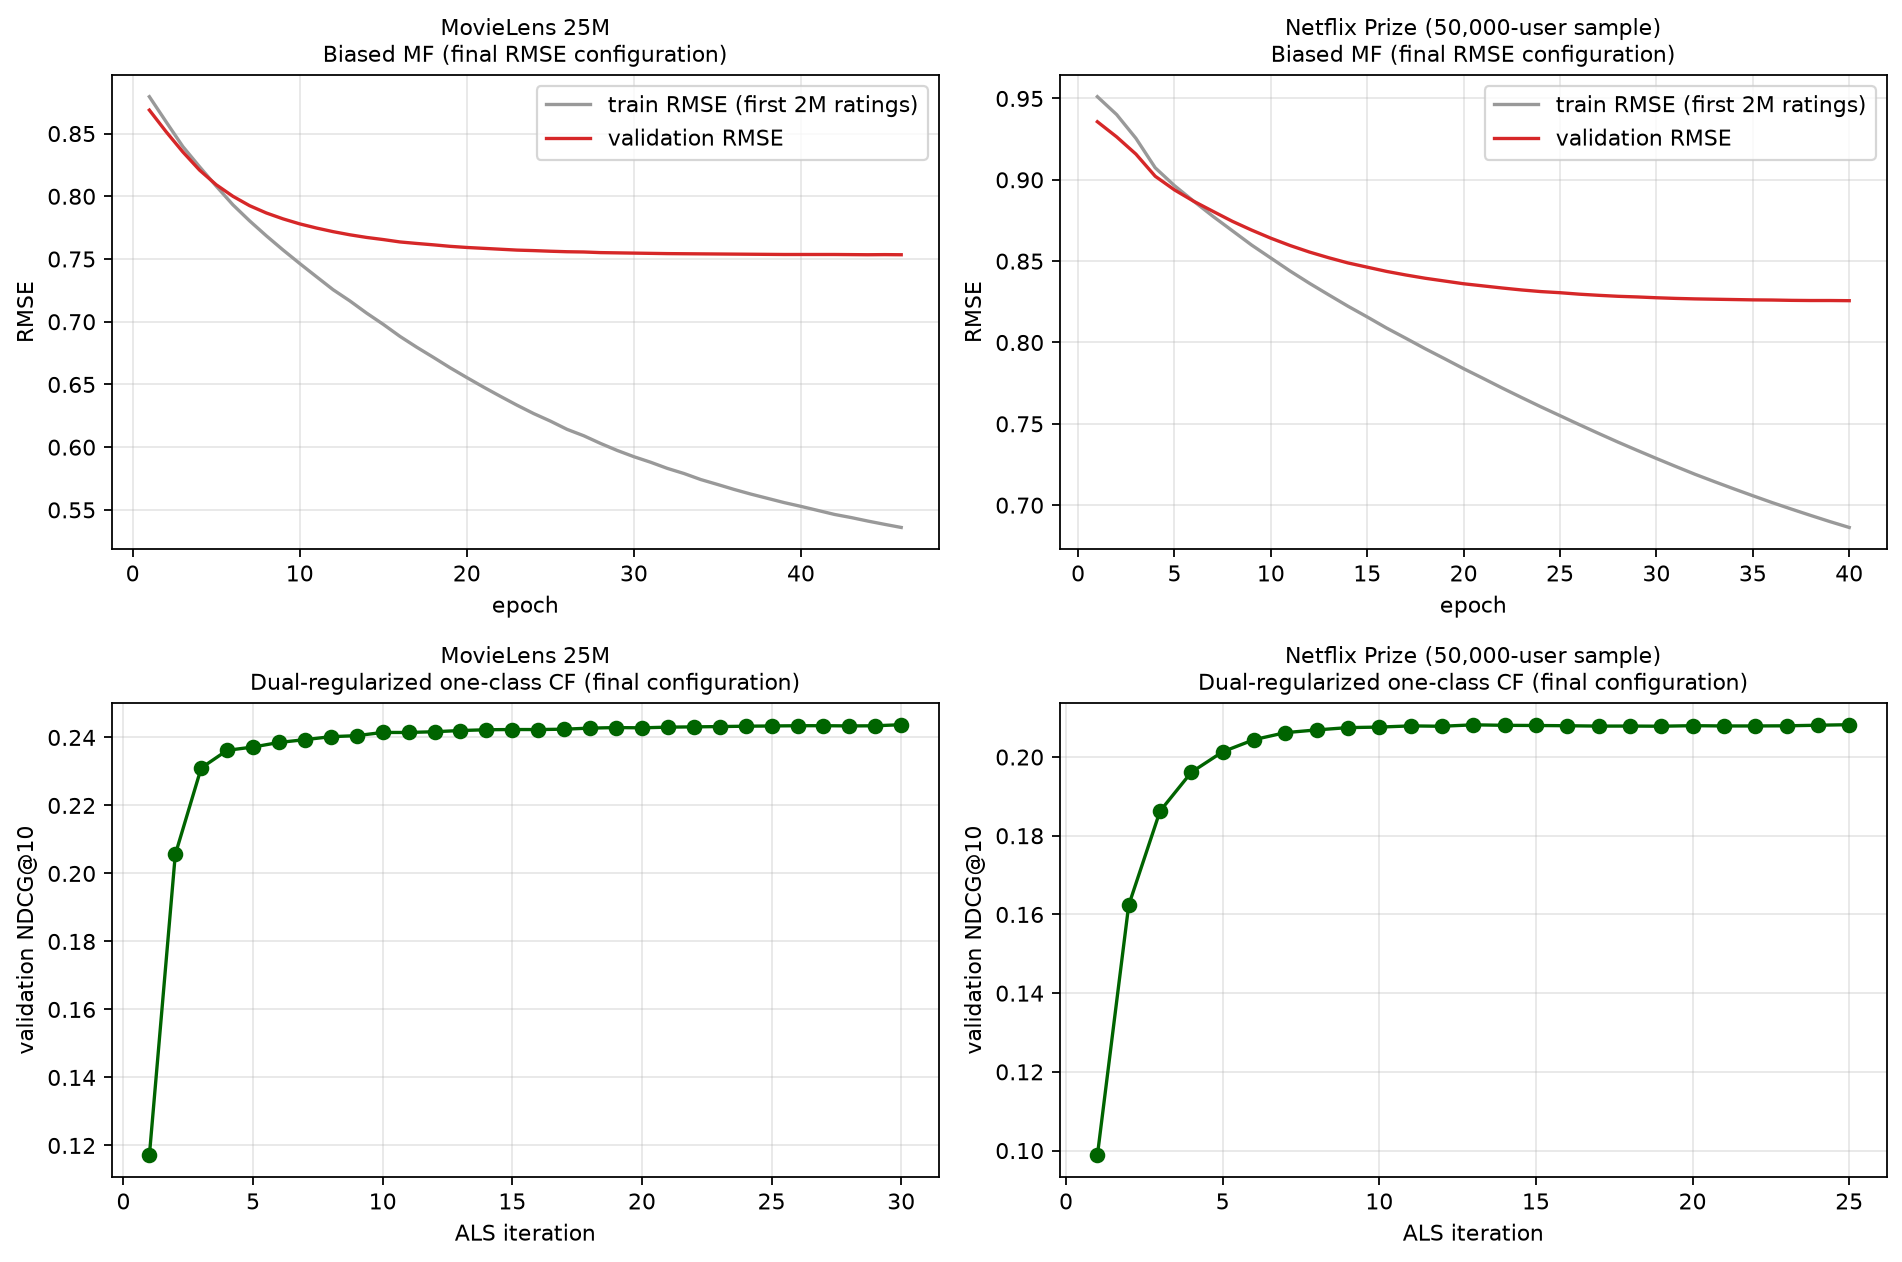 MovieLens 25M
Biased MF (final RMSE configuration)
train RMSE (first 2M ratings)
validation RMSE
0.85
0.80
0.75
0.70
0.65
0.60
0.55
RMSE
0 10 20 30 40
epoch
Netflix Prize (50,000-user sample)
Biased MF (final RMSE configuration)
train RMSE (first 2M ratings)
validation RMSE
0.95
0.90
0.85
0.80
0.75
0.70
RMSE
0 5 10 15 20 25 30 35 40
epoch
MovieLens 25M
Dual-regularized one-class CF (final configuration)
0.24
0.22
0.20
0.18
0.16
0.14
0.12
validation NDCG@10
0 5 10 15 20 25 30
ALS iteration
Netflix Prize (50,000-user sample)
Dual-regularized one-class CF (final configuration)
0.20
0.18
0.16
0.14
0.12
0.10
validation NDCG@10
0 5 10 15 20 25
ALS iteration